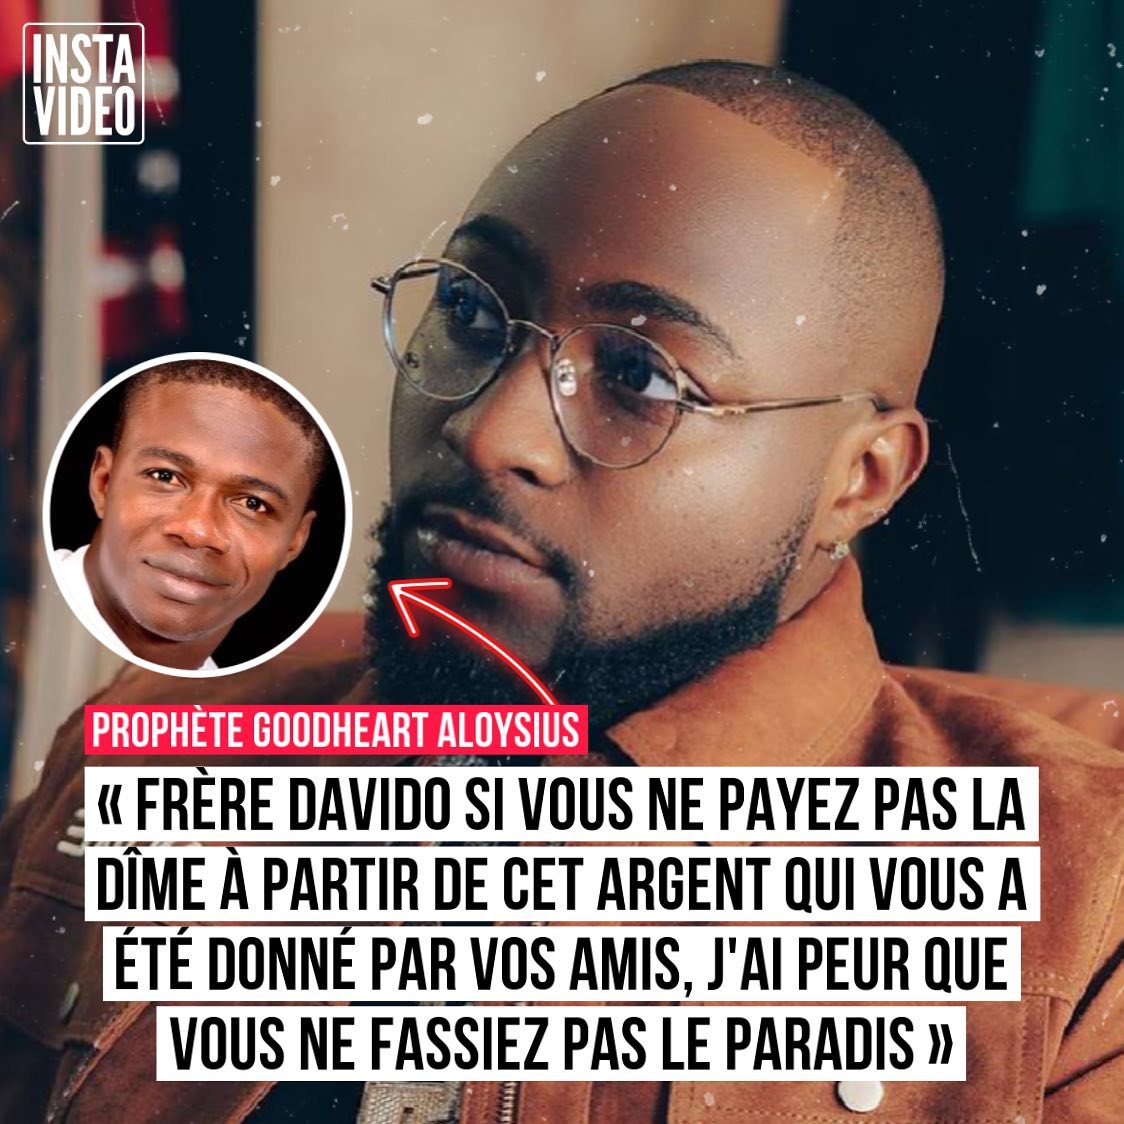 INSTA
VIDEO
PROPHÈTE GOODHEART ALOYSIUS
« FRÈRE DAVIDO SI VOUS NE PAYEZ PAS LA
DÎME À PARTIR DE CET ARGENT QUI VOUS A
ÉTÉ DONNÉ PAR VOS AMIS, J'AI PEUR QUE
VOUS NE FASSIEZ PAS LE PARADIS »